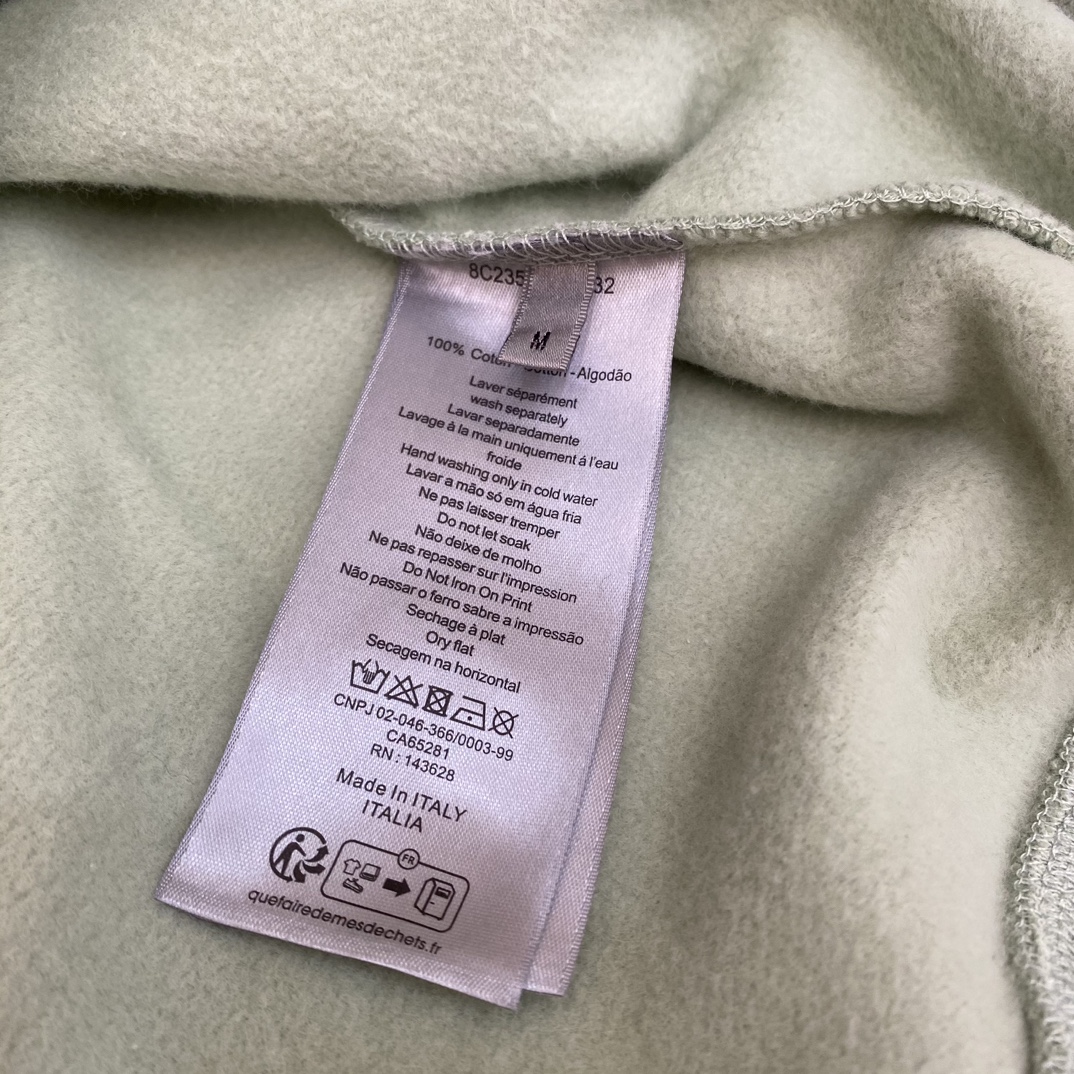 8C235 32
M
100% Coton - Cotton - Algodão
Laver séparément
wash separately
Lavar separadamente
Lavage à la main uniquement á l'eau
froide
Hand washing only in cold water
Lavar a mão só em água fria
Ne pas laisser tremper
Do not let soak
Não deixe de molho
Ne pas repasser sur l'impression
Do Not Iron On Print
Não passar o ferro sabre a impressão
Sechage à plat
Ory flat
Secagem na horizontal
CNPJ 02-046-366/0003-99
CA65281
RN : 143628
Made In ITALY
ITALIA
FR
quefairedemesdechets.fr